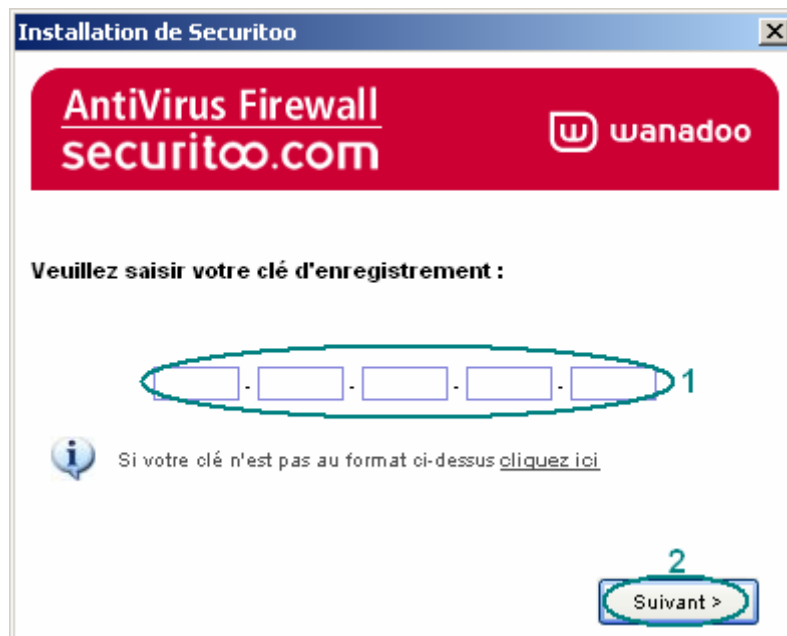 Installation de Securitoo
AntiVirus Firewall
securitoo.com
wanadoo
Veuillez saisir votre clé d'enregistrement :
- - - - 1
Si votre clé n'est pas au format ci-dessus cliquez ici
2
Suivant >